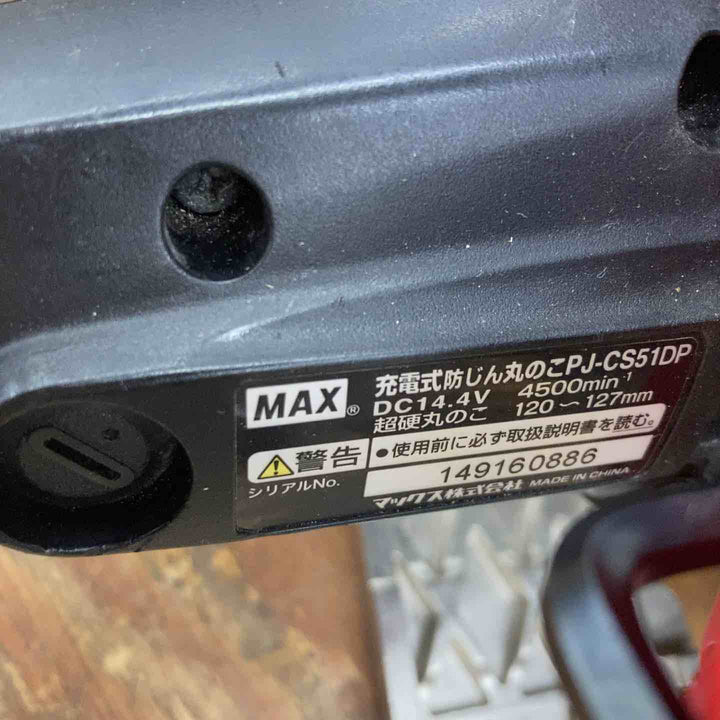 MAX® 充電式防じん丸のこPJ-CS51DP
DC14.4V 4500min⁻¹
超硬丸のこ 120～127mm
⚠警告 •使用前に必ず取扱説明書を読む。
シリアルNo. 149160886
マックス株式会社 MADE IN CHINA